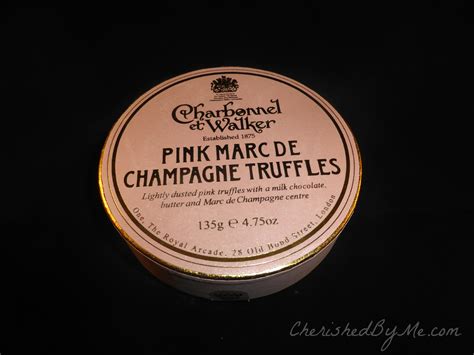 Charbonnel
et Walker
Established 1875
PINK MARC DE
CHAMPAGNE TRUFFLES
Lightly dusted pink truffles with a milk chocolate,
butter and Marc de Champagne centre
135g e 4.75oz
One, The Royal Arcade, 28 Old Bond Street, London
CherishedByMe.com